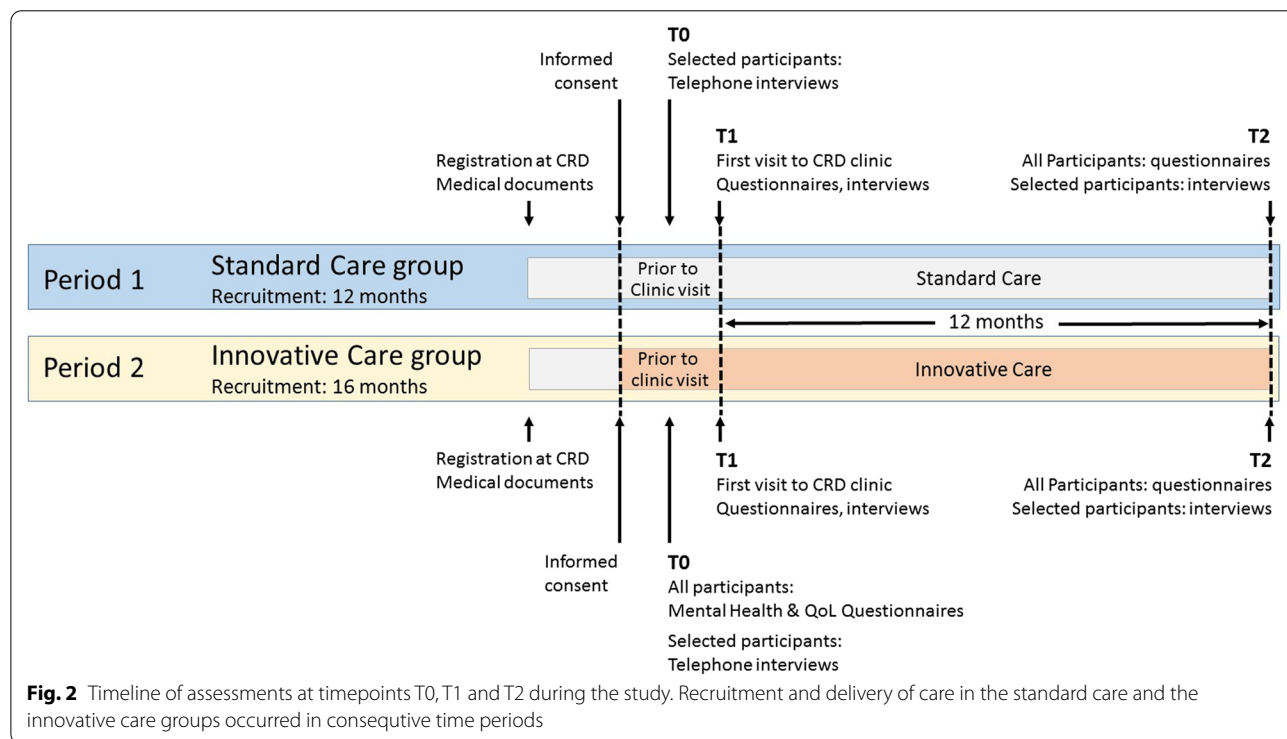 T0
Selected participants:
Telephone interviews
Informed
consent
T1
First visit to CRD clinic
Questionnaires, interviews
T2
All Participants: questionnaires
Selected participants: interviews
Registration at CRD
Medical documents
Period 1
Standard Care group
Recruitment: 12 months
Prior to
Clinic visit
Standard Care
12 months
Period 2
Innovative Care group
Recruitment: 16 months
Prior to
clinic visit
Innovative Care
Registration at CRD
Medical documents
T1
First visit to CRD clinic
Questionnaires, interviews
T2
All Participants: questionnaires
Selected participants: interviews
Informed
consent
T0
All participants:
Mental Health & QoL Questionnaires
Selected participants:
Telephone interviews
Fig. 2 Timeline of assessments at timepoints T0, T1 and T2 during the study. Recruitment and delivery of care in the standard care and the
innovative care groups occurred in consequtive time periods